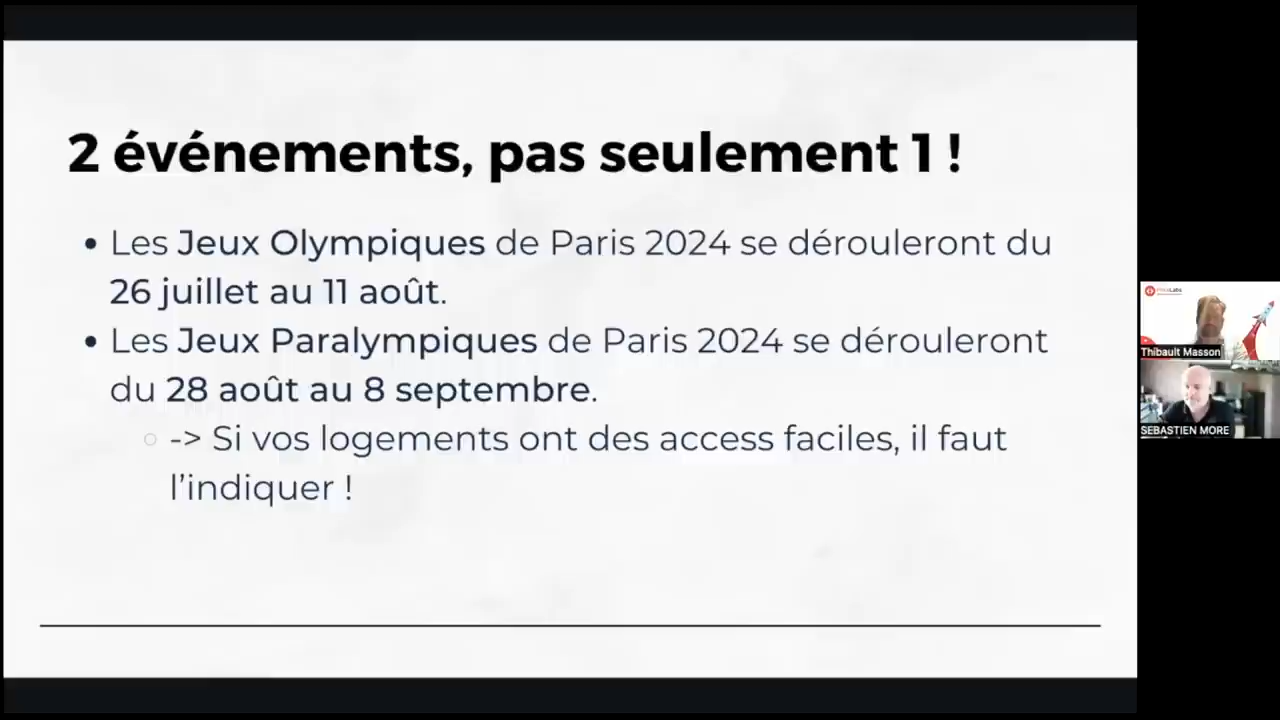 2 événements, pas seulement 1 !
• Les Jeux Olympiques de Paris 2024 se dérouleront du
26 juillet au 11 août.
• Les Jeux Paralympiques de Paris 2024 se dérouleront
du 28 août au 8 septembre.
-> Si vos logements ont des access faciles, il faut
l’indiquer !
Thibault Masson
SEBASTIEN MORE